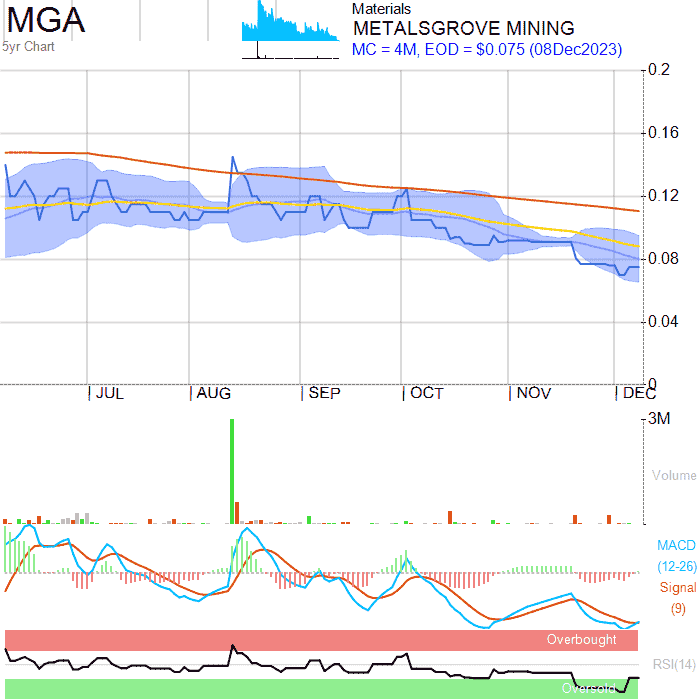 MGA
5yr Chart
Materials
METALSGROVE MINING
MC = 4M, EOD = $0.075 (08Dec2023)
0.2
0.16
0.12
0.08
0.04
0
JUL
AUG
SEP
OCT
NOV
DEC
3M
Volume
MACD
(12-26)
Signal
(9)
Overbought
RSI(14)
Oversold